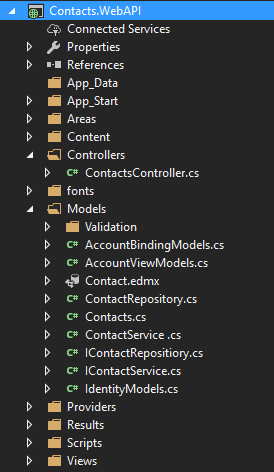 Contacts.WebAPI
Connected Services
Properties
References
App_Data
App_Start
Areas
Content
Controllers
C# ContactsController.cs
fonts
Models
Validation
C# AccountBindingModels.cs
C# AccountViewModels.cs
Contact.edmx
C# ContactRepository.cs
C# Contacts.cs
C# ContactService .cs
C# IContactRepositiory.cs
C# IContactService.cs
C# IdentityModels.cs
Providers
Results
Scripts
Views